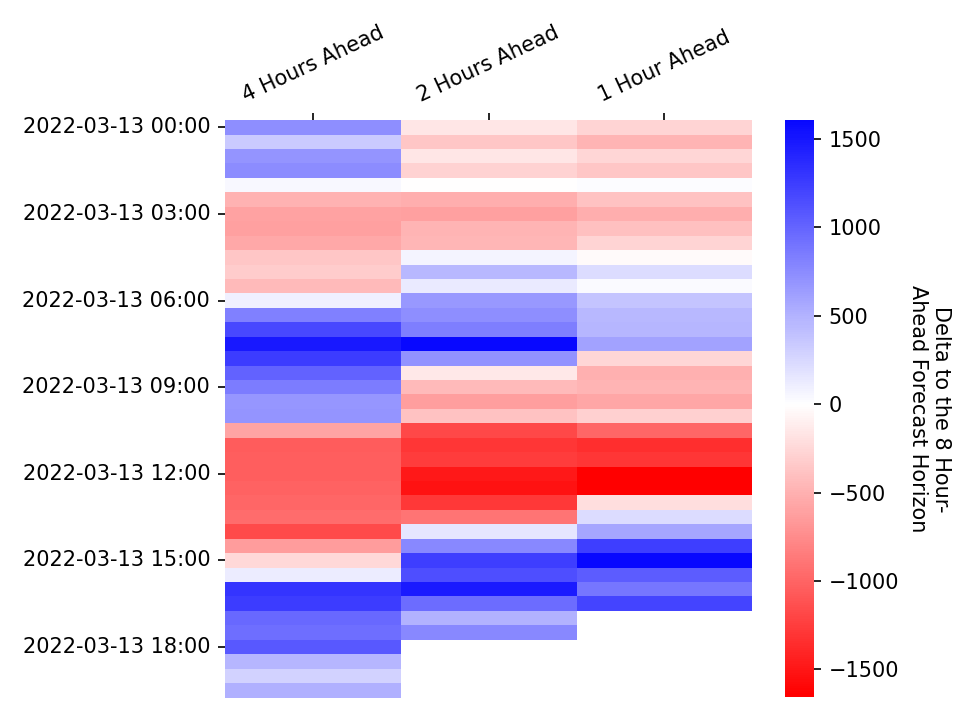 4 Hours Ahead
2 Hours Ahead
1 Hour Ahead
2022-03-13 00:00
2022-03-13 03:00
2022-03-13 06:00
2022-03-13 09:00
2022-03-13 12:00
2022-03-13 15:00
2022-03-13 18:00
1500
1000
500
0
−500
−1000
−1500
Delta to the 8 Hour-
Ahead Forecast Horizon